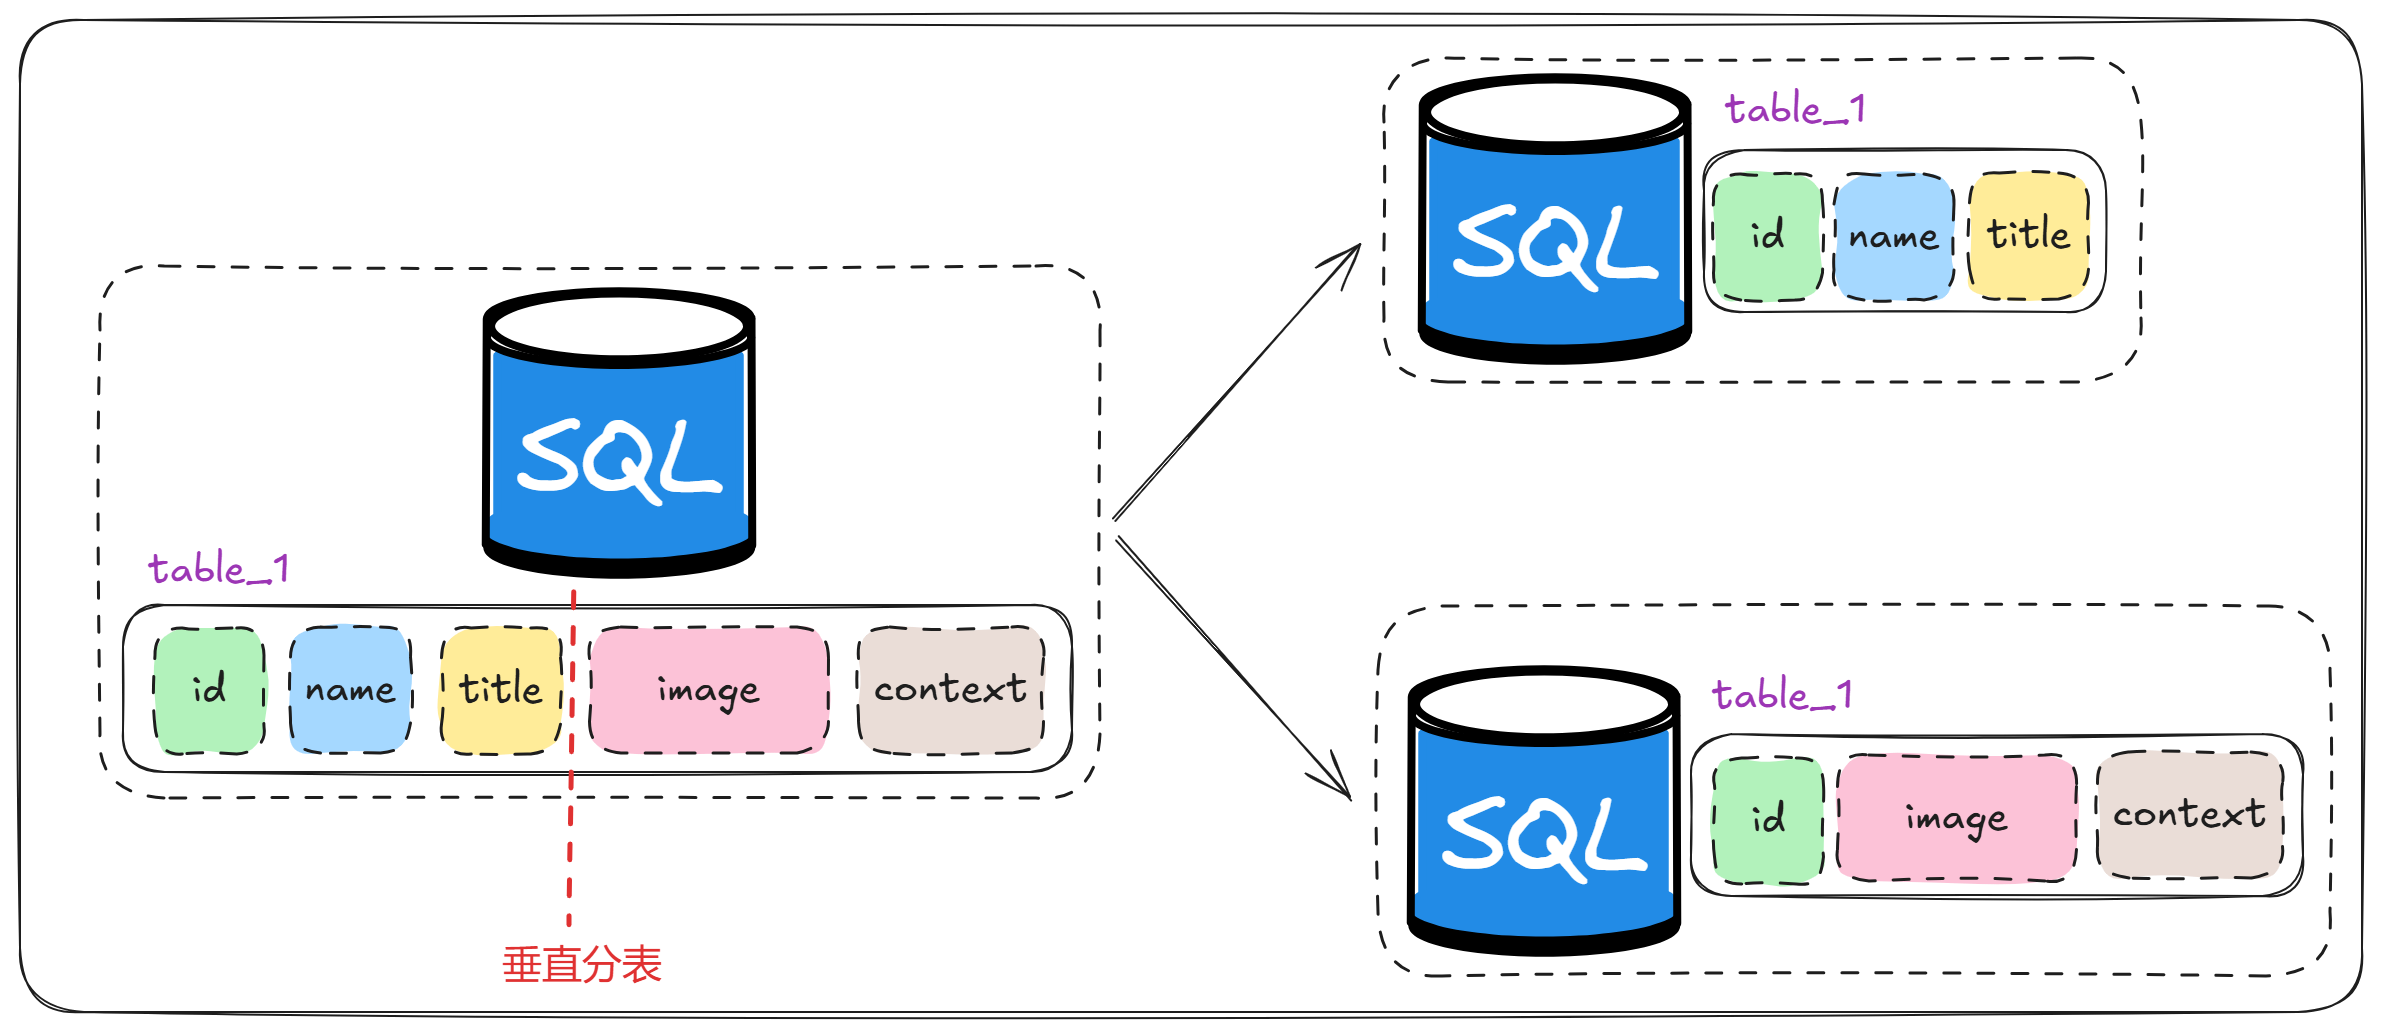 SQL
table_1
id
name
title
image
context
垂直分表
SQL
table_1
id
name
title
SQL
table_1
id
image
context